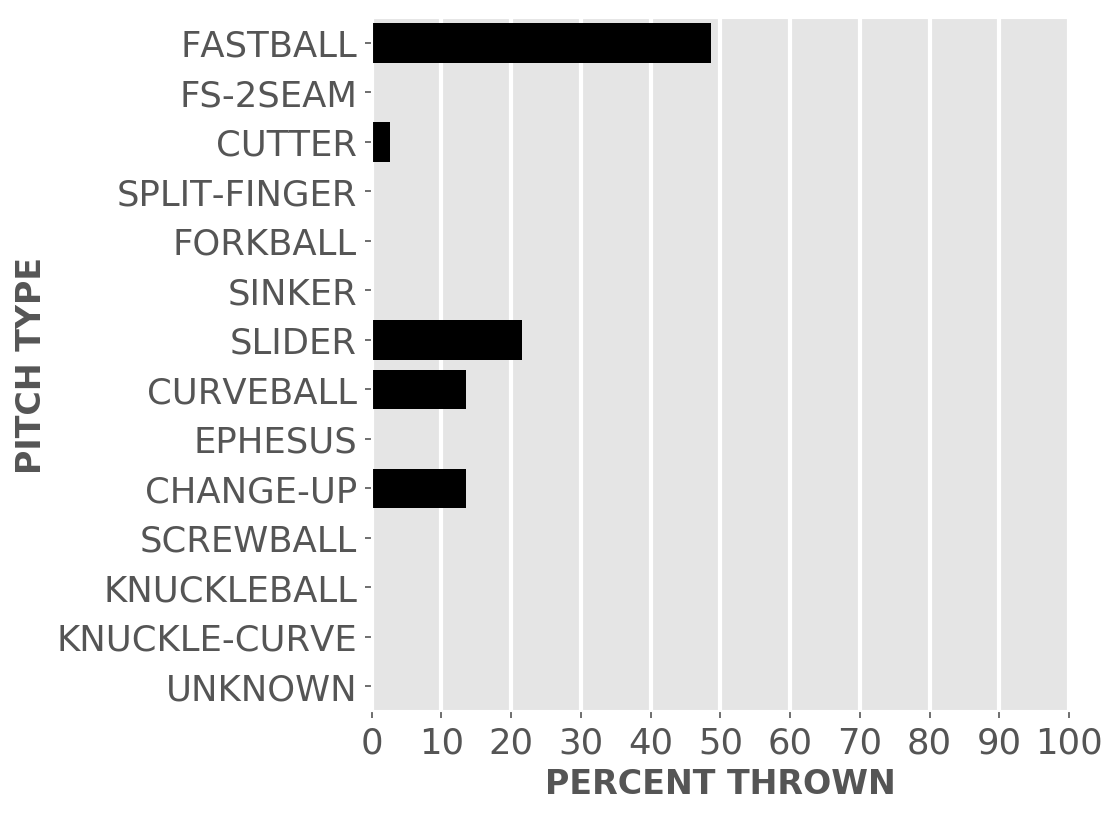 PITCH TYPE
FASTBALL
FS-2SEAM
CUTTER
SPLIT-FINGER
FORKBALL
SINKER
SLIDER
CURVEBALL
EPHESUS
CHANGE-UP
SCREWBALL
KNUCKLEBALL
KNUCKLE-CURVE
UNKNOWN
0 10 20 30 40 50 60 70 80 90 100
PERCENT THROWN